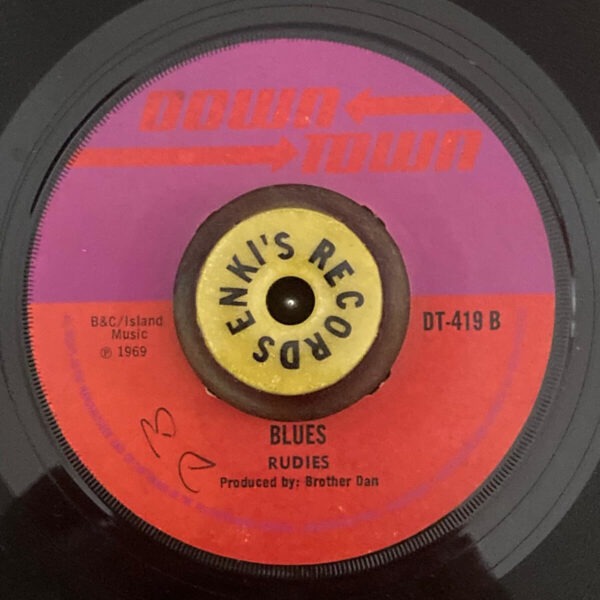 DOWN
TOWN
ENKI'S RECORDS
B&C/Island
Music
℗ 1969
DT-419 B
BLUES
RUDIES
Produced by: Brother Dan